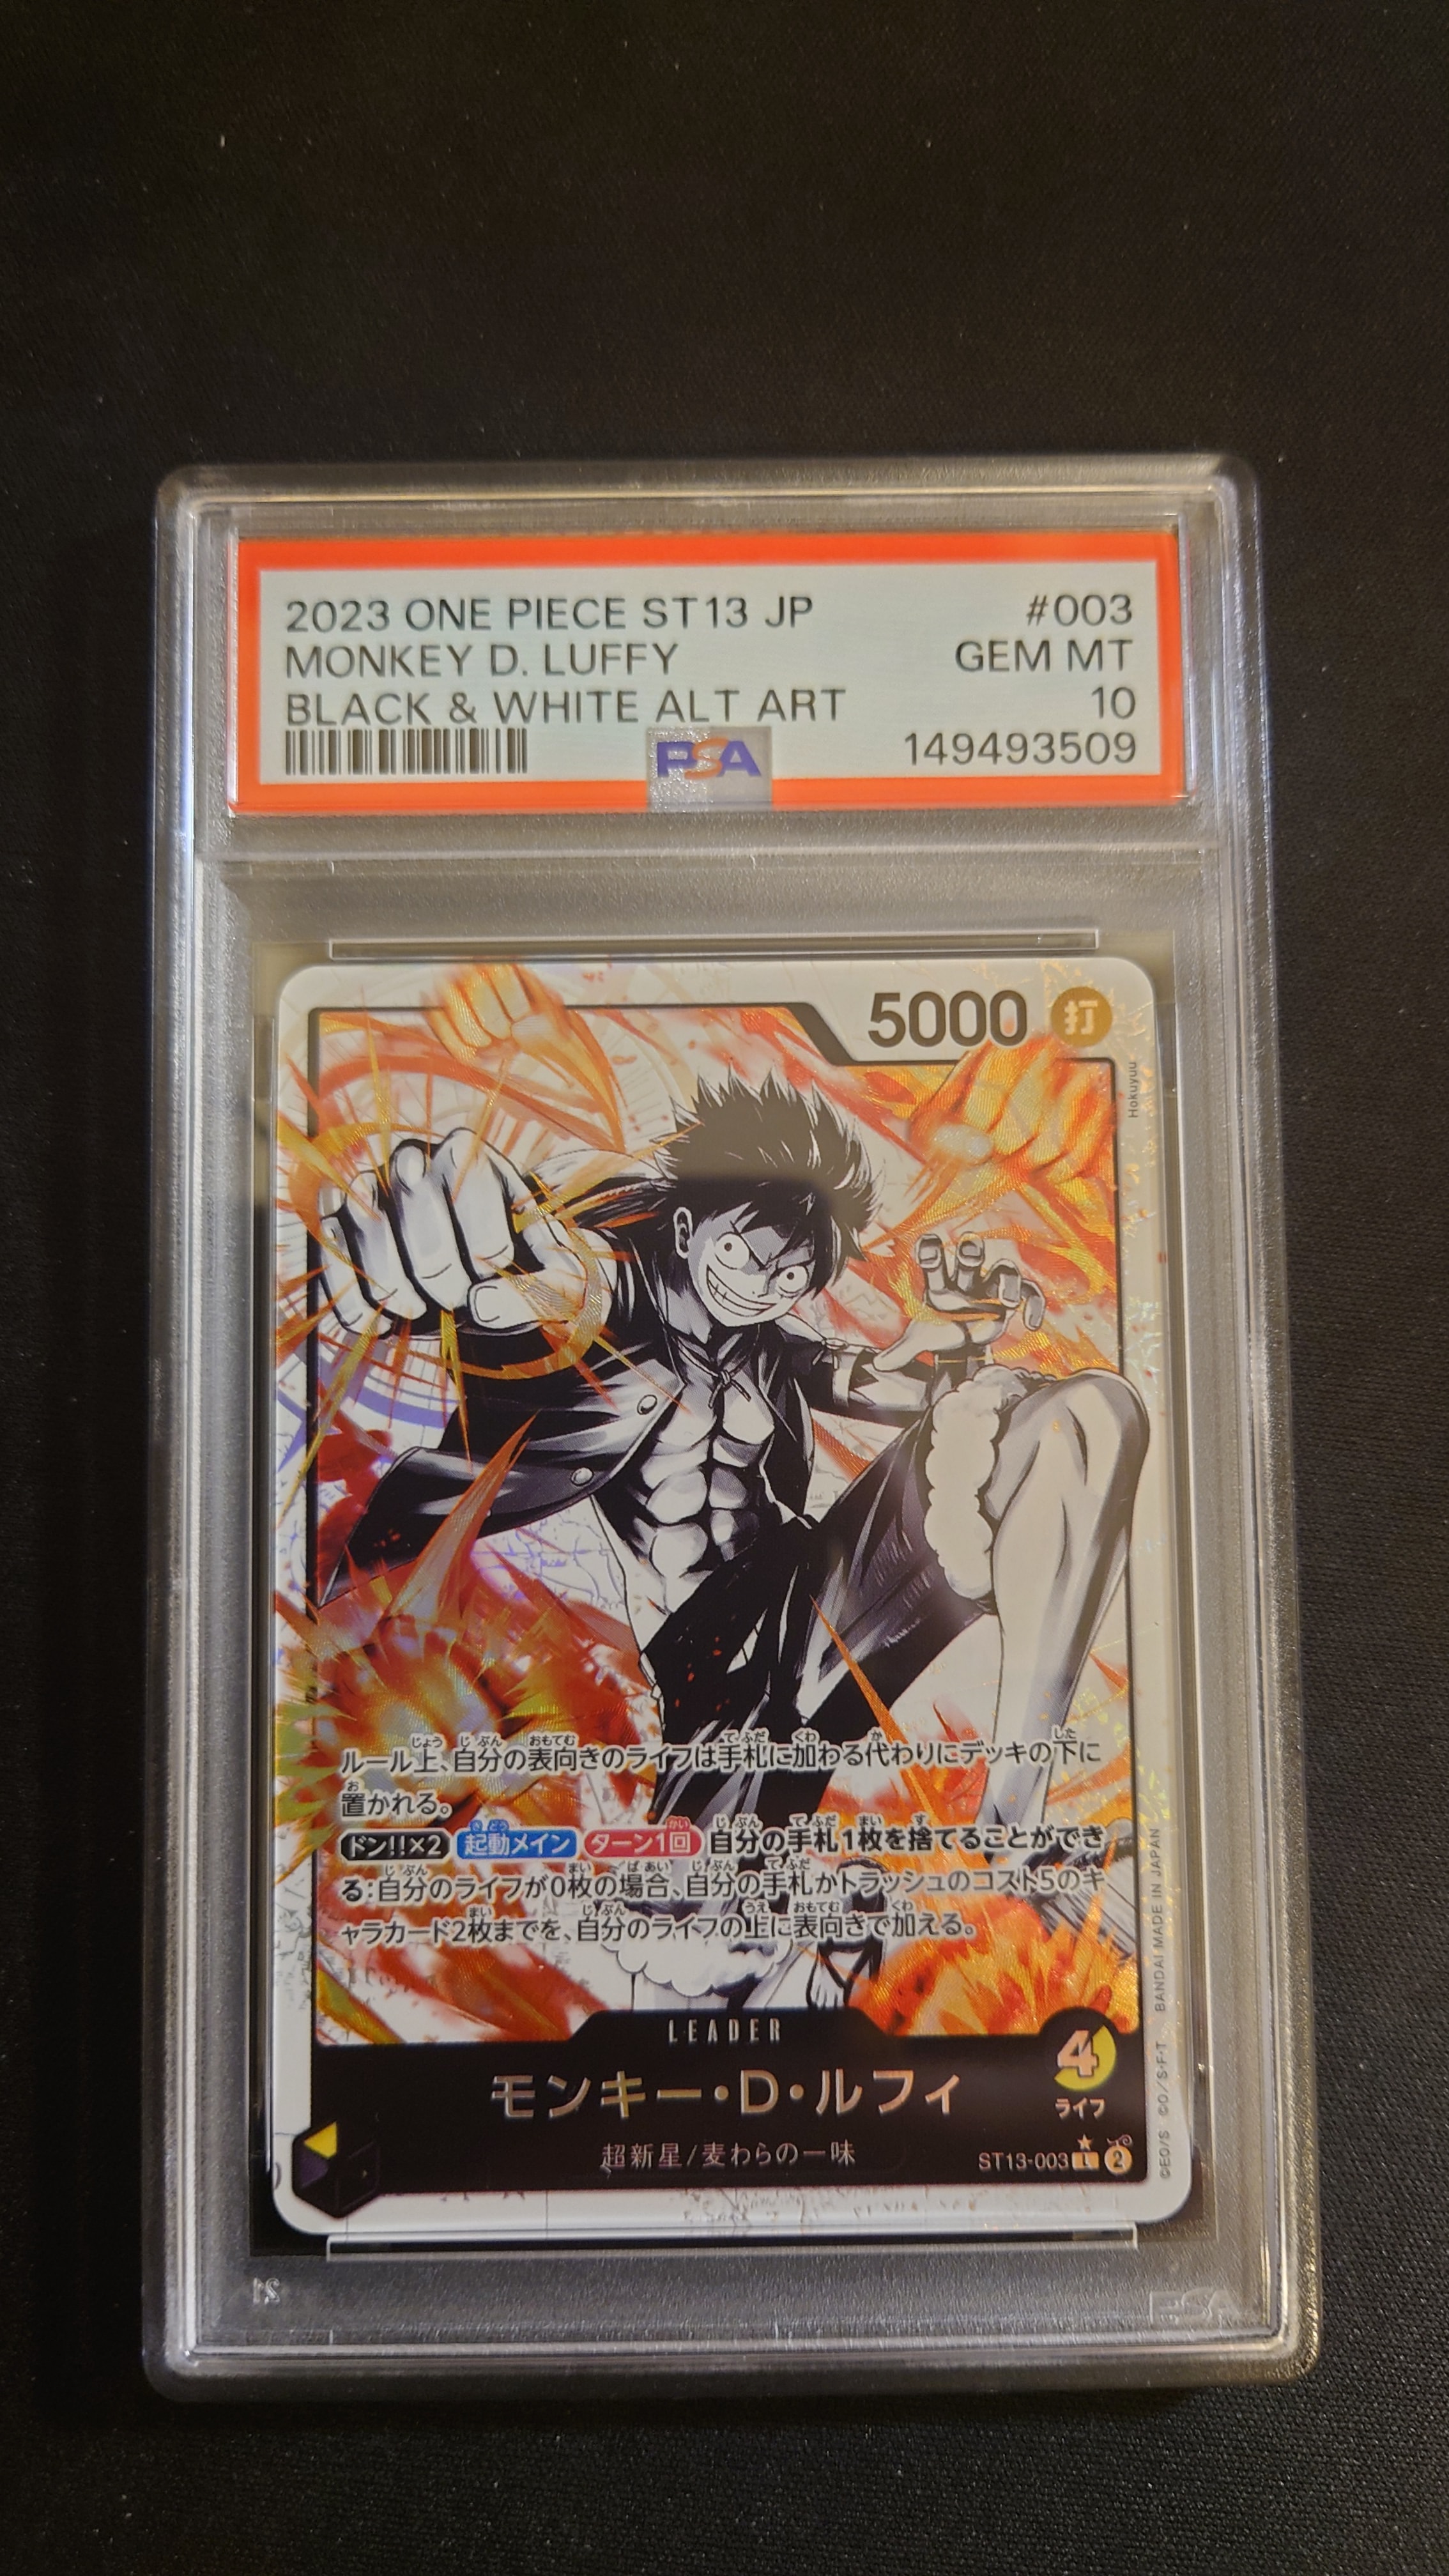 2023 ONE PIECE ST13 JP #003
MONKEY D. LUFFY GEM MT
BLACK & WHITE ALT ART 10
PSA 149493509
5000 打
Hokuyuu
ルール上、自分の表向きのライフは手札に加わる代わりにデッキの下に
置かれる。
ドン!!×2 起動メイン ターン1回 自分の手札1枚を捨てることができ
る:自分のライフが0枚の場合、自分の手札かトラッシュのコスト5のキ
ャラカード2枚までを、自分のライフの上に表向きで加える。
LEADER
モンキー・D・ルフィ
4
ライフ
超新星/麦わらの一味
ST13-003 L 2
©EO/S ©O/S・F・T BANDAI MADE IN JAPAN
PSA